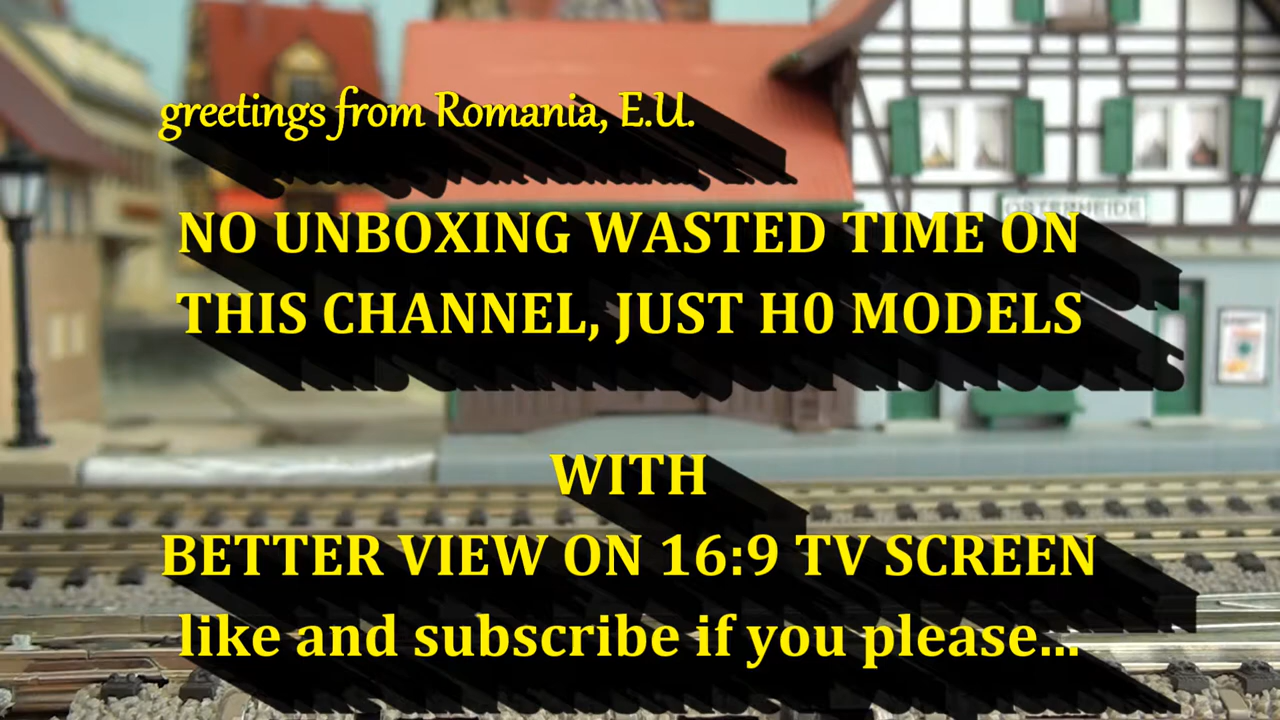 greetings from Romania, E.U.
NO UNBOXING WASTED TIME ON
THIS CHANNEL, JUST H0 MODELS
OSTERHEIDE
WITH
BETTER VIEW ON 16:9 TV SCREEN
like and subscribe if you please...